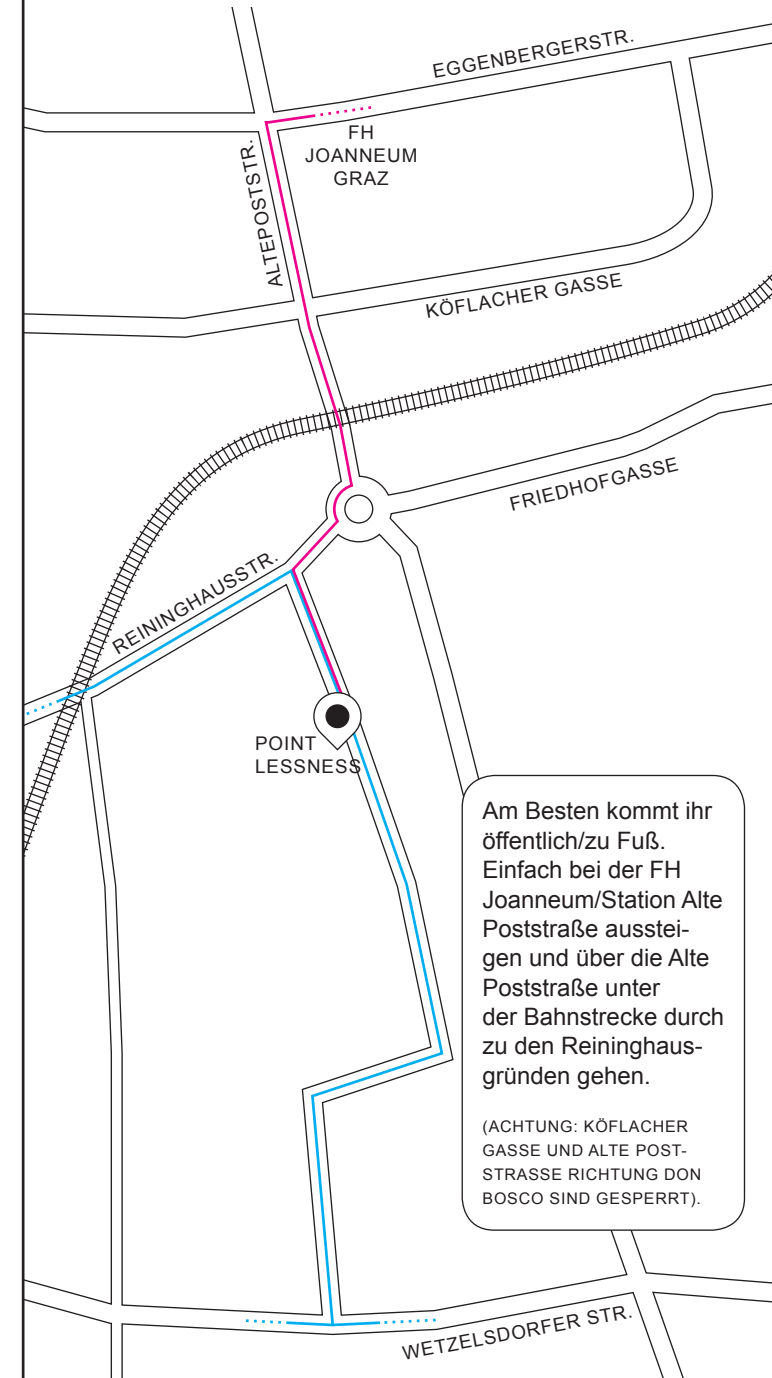 EGGENBERGERSTR.
FH
JOANNEUM
GRAZ
ALTEPOSTSTR.
KÖFLACHER GASSE
FRIEDHOFGASSE
REININGHAUSSTR.
POINT
LESSNESS
Am Besten kommt ihr
öffentlich/zu Fuß.
Einfach bei der FH
Joanneum/Station Alte
Poststraßeausstei-
gen und über die Alte
Poststraße unter
der Bahnstrecke durch
zu den Reininghaus-
gründen gehen.
(ACHTUNG: KÖFLACHER
GASSE UND ALTE POST-
STRASSE RICHTUNG DON
BOSCO SIND GESPERRT).
WETZELSDORFER STR.